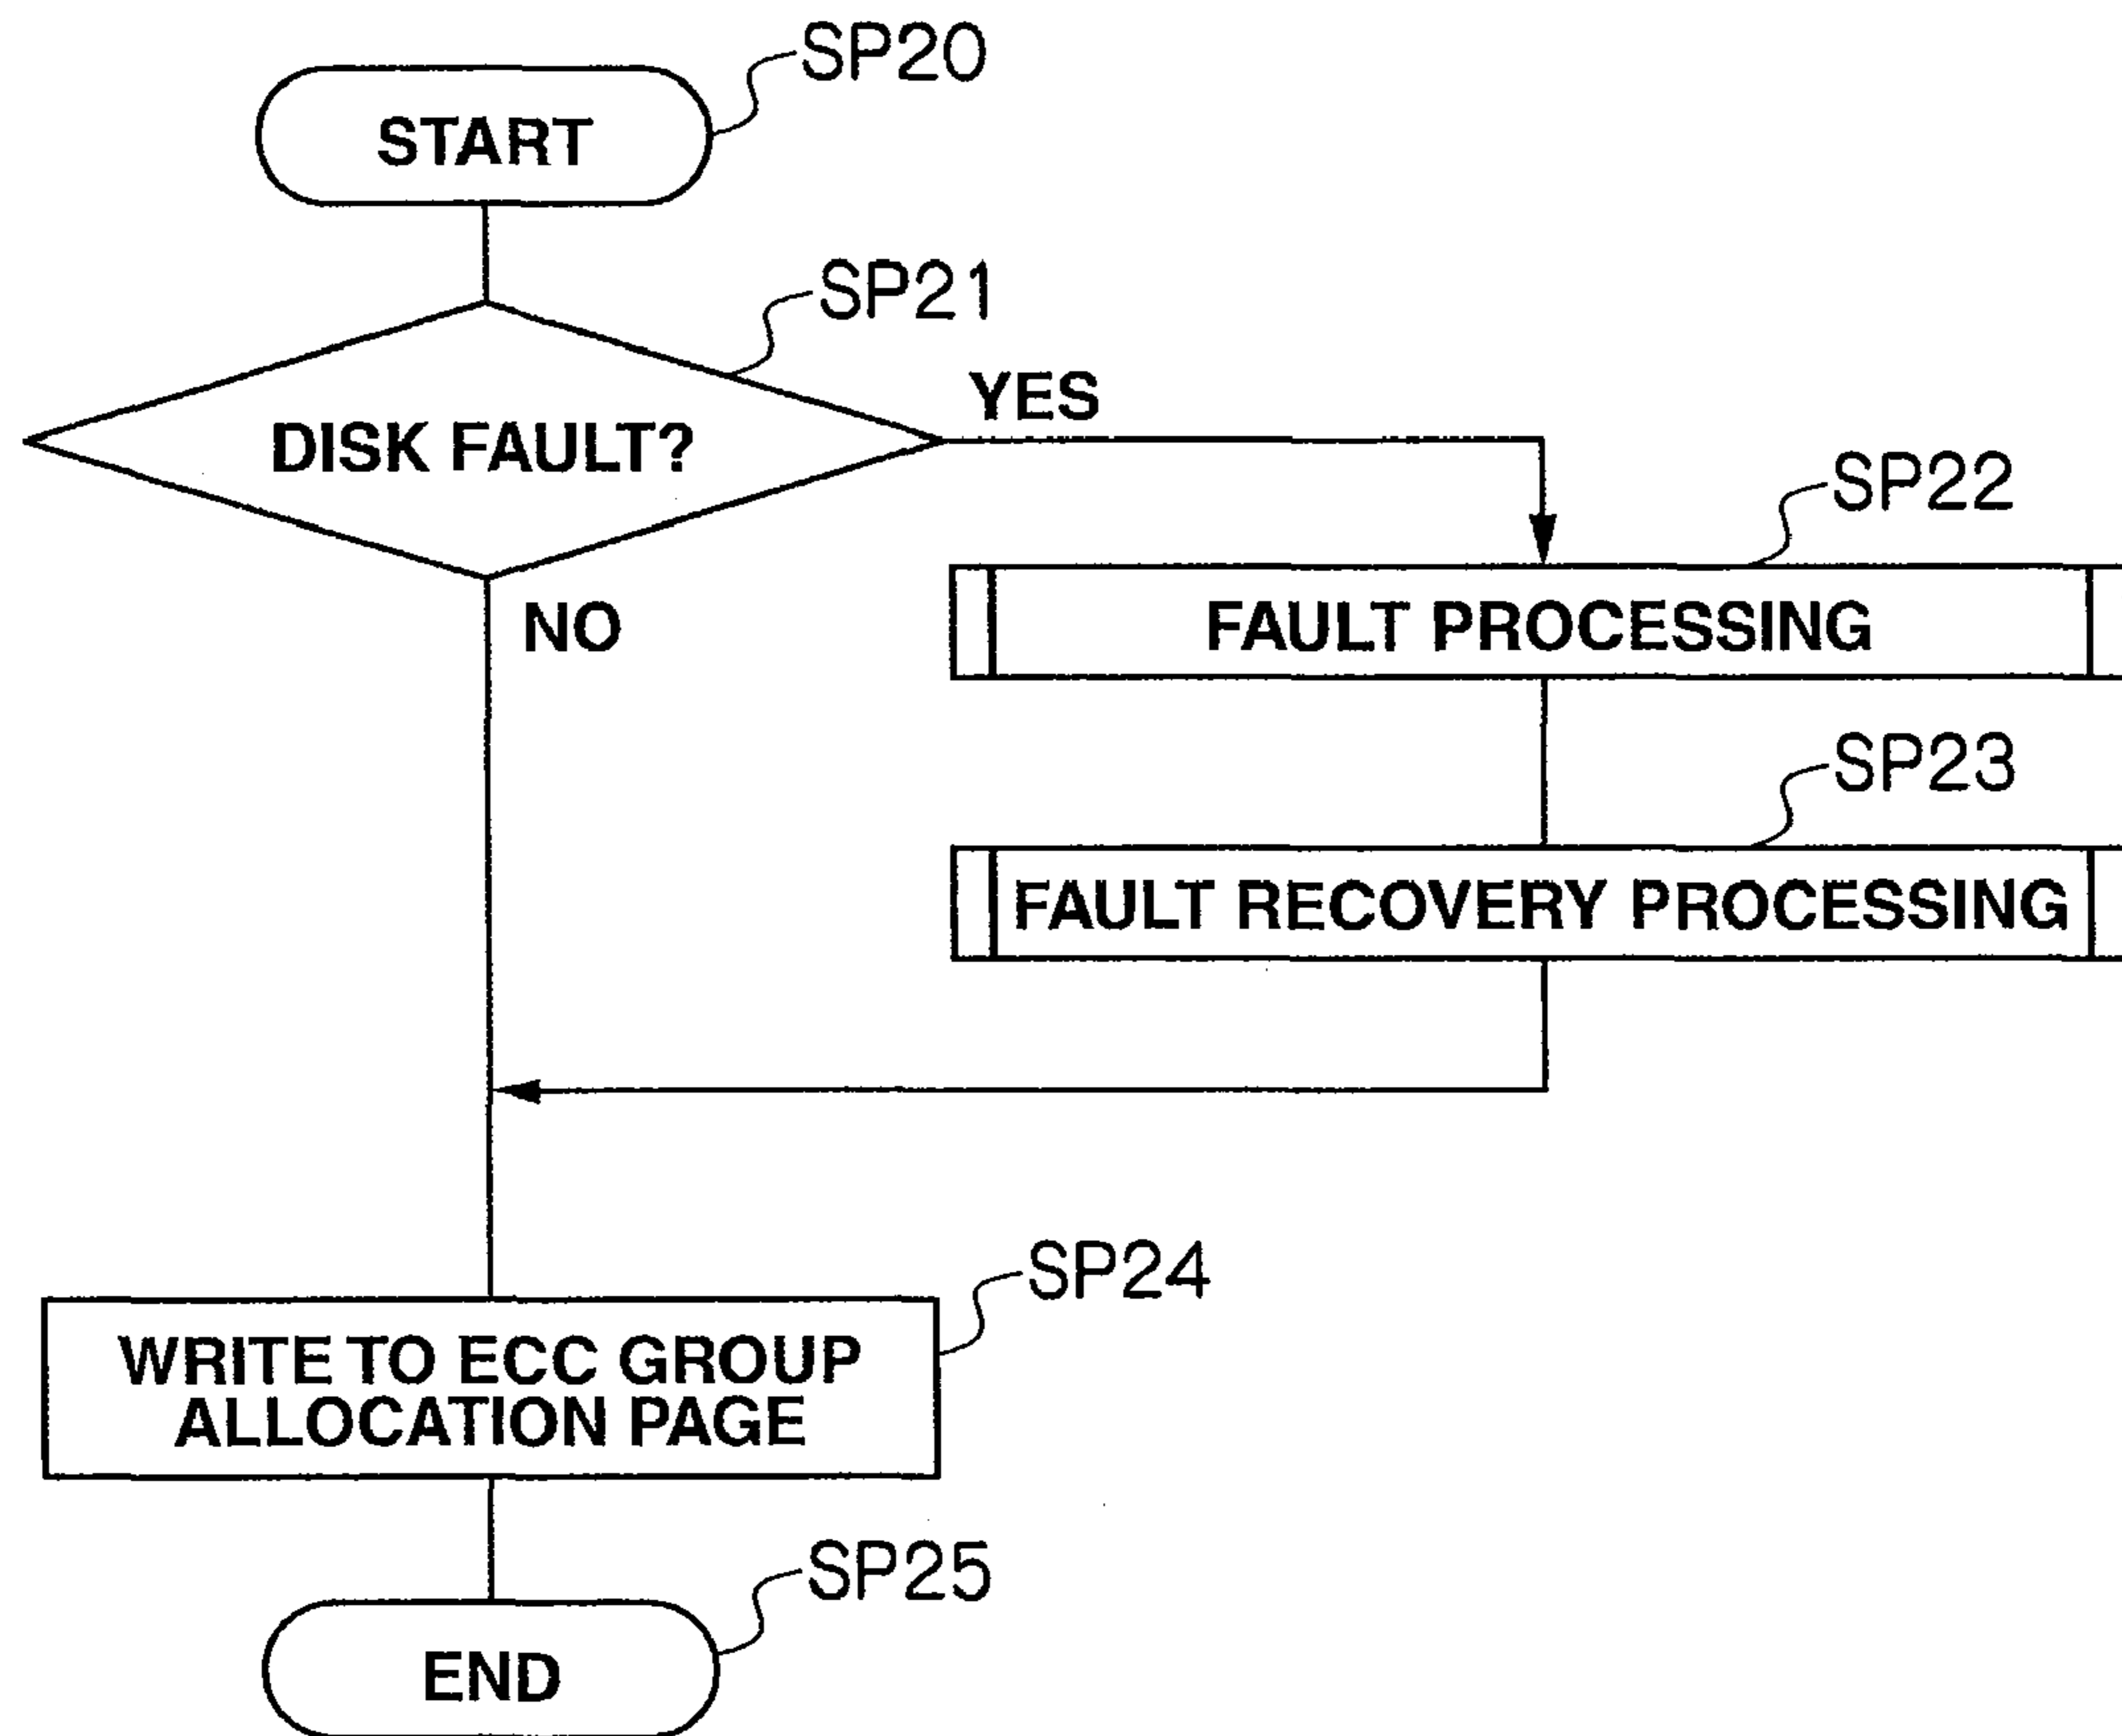 SP20
START
SP21
DISK FAULT?
YES
NO
SP22
FAULT PROCESSING
SP23
FAULT RECOVERY PROCESSING
SP24
WRITE TO ECC GROUP
ALLOCATION PAGE
SP25
END